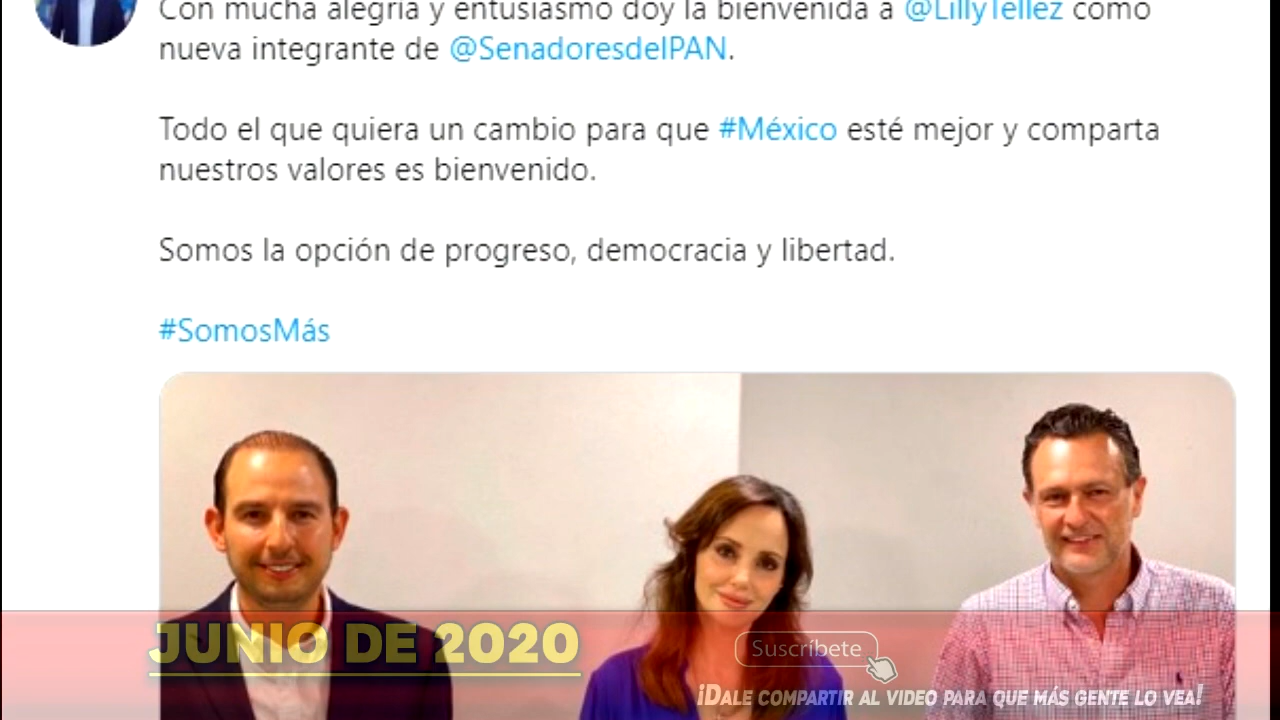 Con mucha alegría y entusiasmo doy la bienvenida a @LillyTellez como
nueva integrante de @SenadoresdelPAN.
Todo el que quiera un cambio para que #México esté mejor y comparta
nuestros valores es bienvenido.
Somos la opción de progreso, democracia y libertad.
#SomosMás
JUNIO DE 2020
Suscríbete
¡DALE COMPARTIR AL VIDEO PARA QUE MÁS GENTE LO VEA!